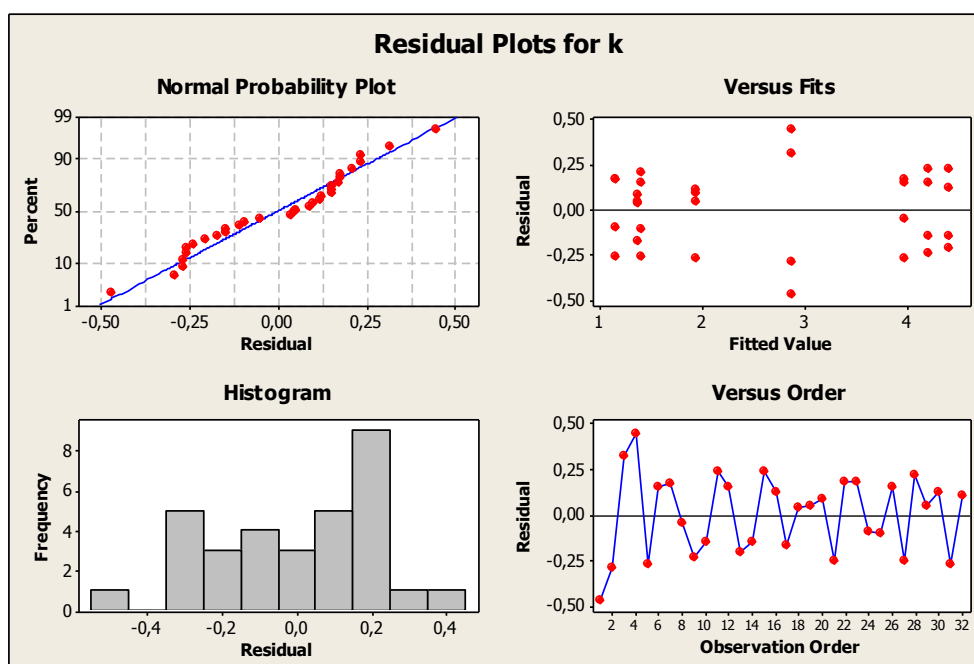 Residual Plots for k
Normal Probability Plot
99
90
50
10
1
Percent
-0,50 -0,25 0,00 0,25 0,50
Residual
Versus Fits
0,50
0,25
0,00
-0,25
-0,50
Residual
1 2 3 4
Fitted Value
Histogram
8
6
4
2
0
Frequency
-0,4 -0,2 0,0 0,2 0,4
Residual
Versus Order
0,50
0,25
0,00
-0,25
-0,50
Residual
2 4 6 8 10 12 14 16 18 20 22 24 26 28 30 32
Observation Order